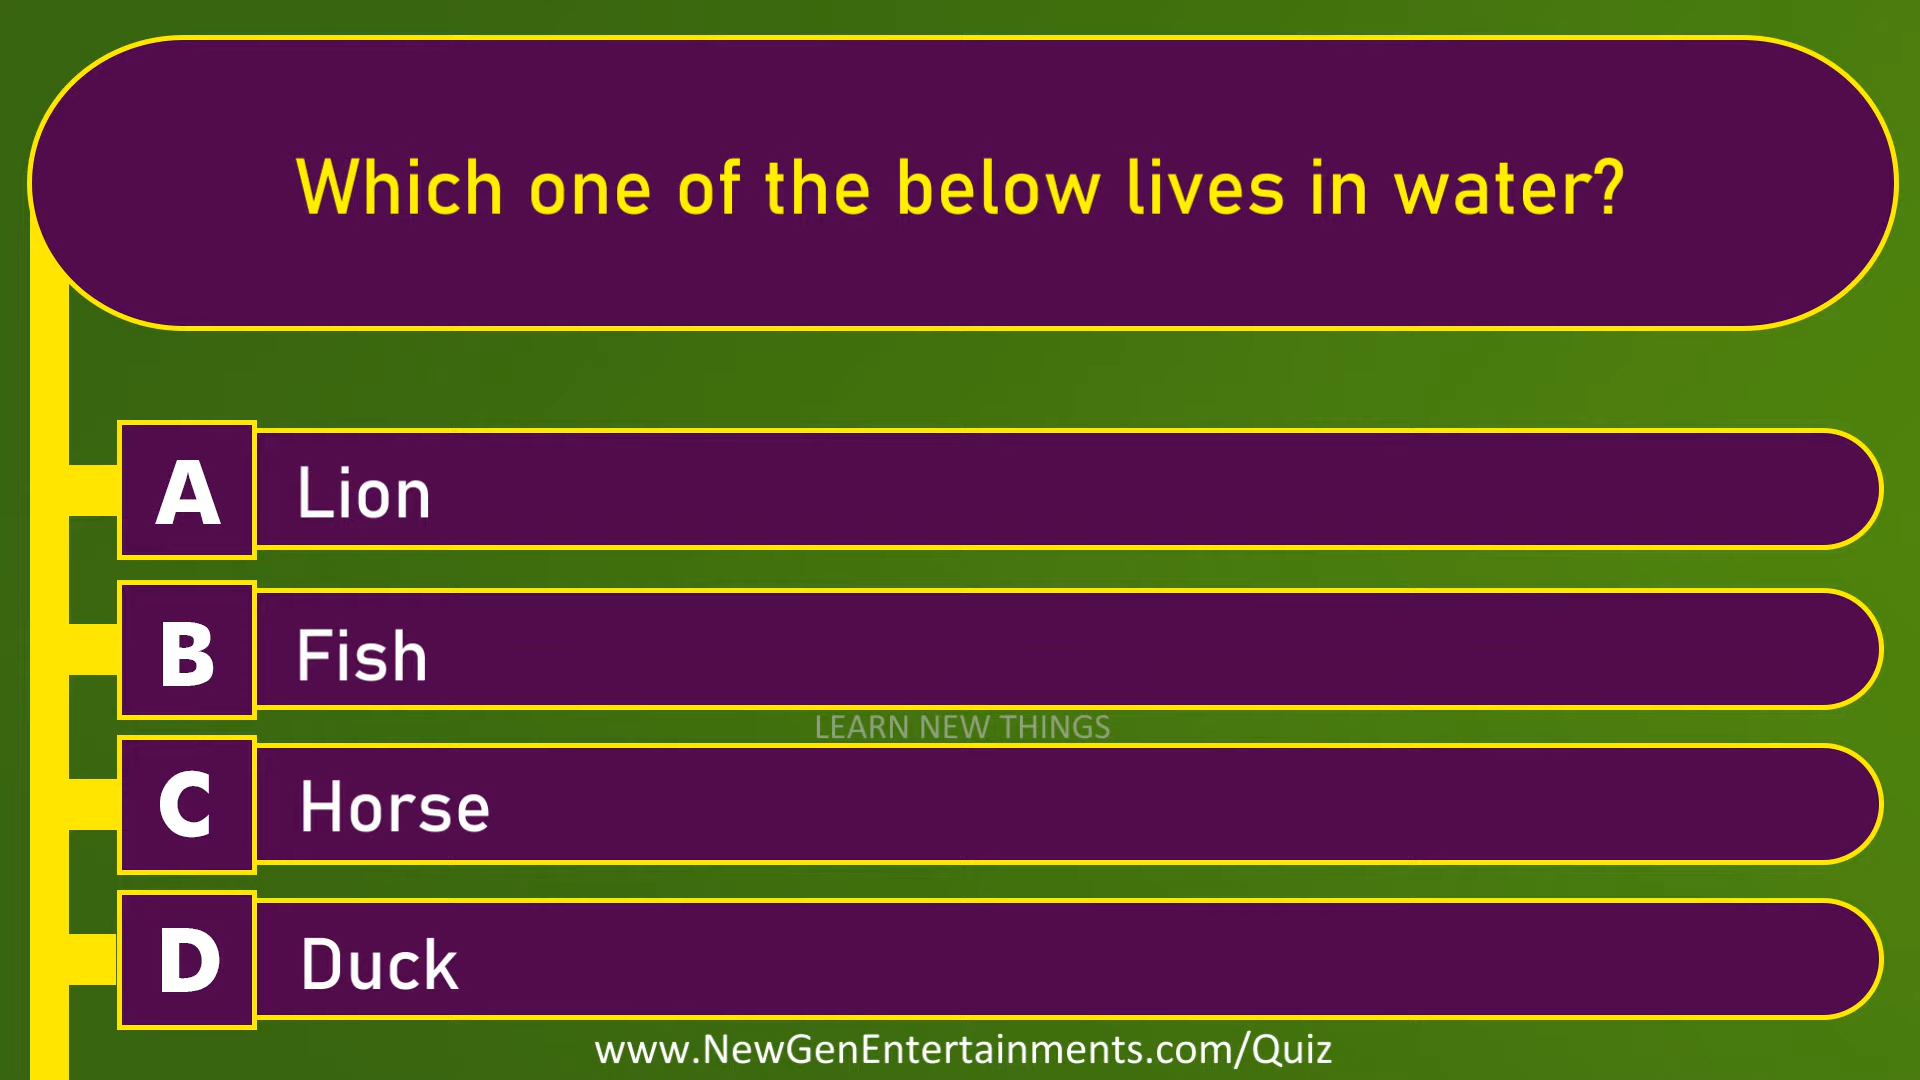 Which one of the below lives in water?
A Lion
B Fish
LEARN NEW THINGS
C Horse
D Duck
www.NewGenEntertainments.com/Quiz